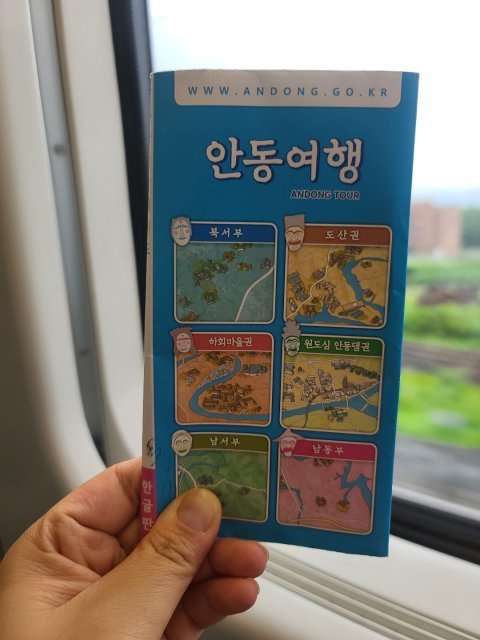 WWW.ANDONG.GO.KR
안동여행
ANDONG TOUR
북서부
도산권
하회마을권
원도심 안동댐권
남서부
남동부
한글판